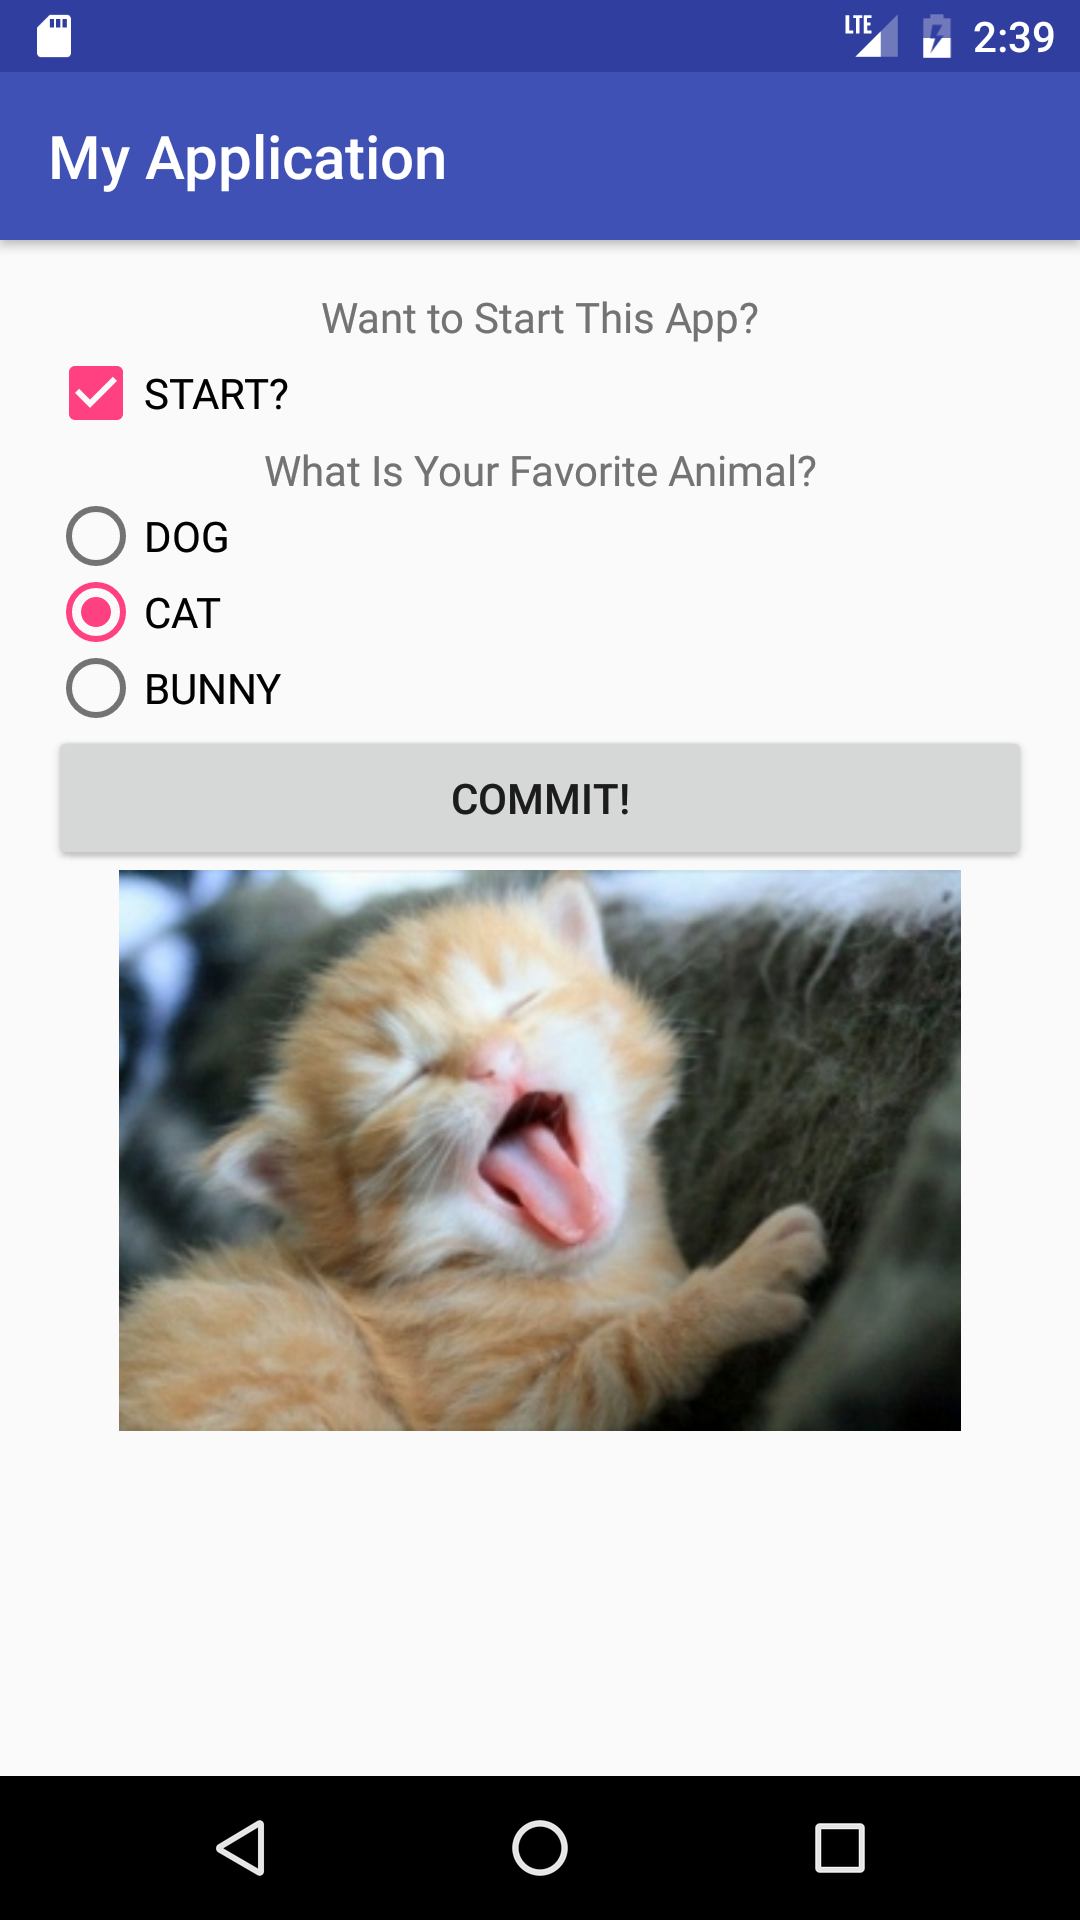 LTE 2:39
My Application
Want to Start This App?
START?
What Is Your Favorite Animal?
DOG
CAT
BUNNY
COMMIT!